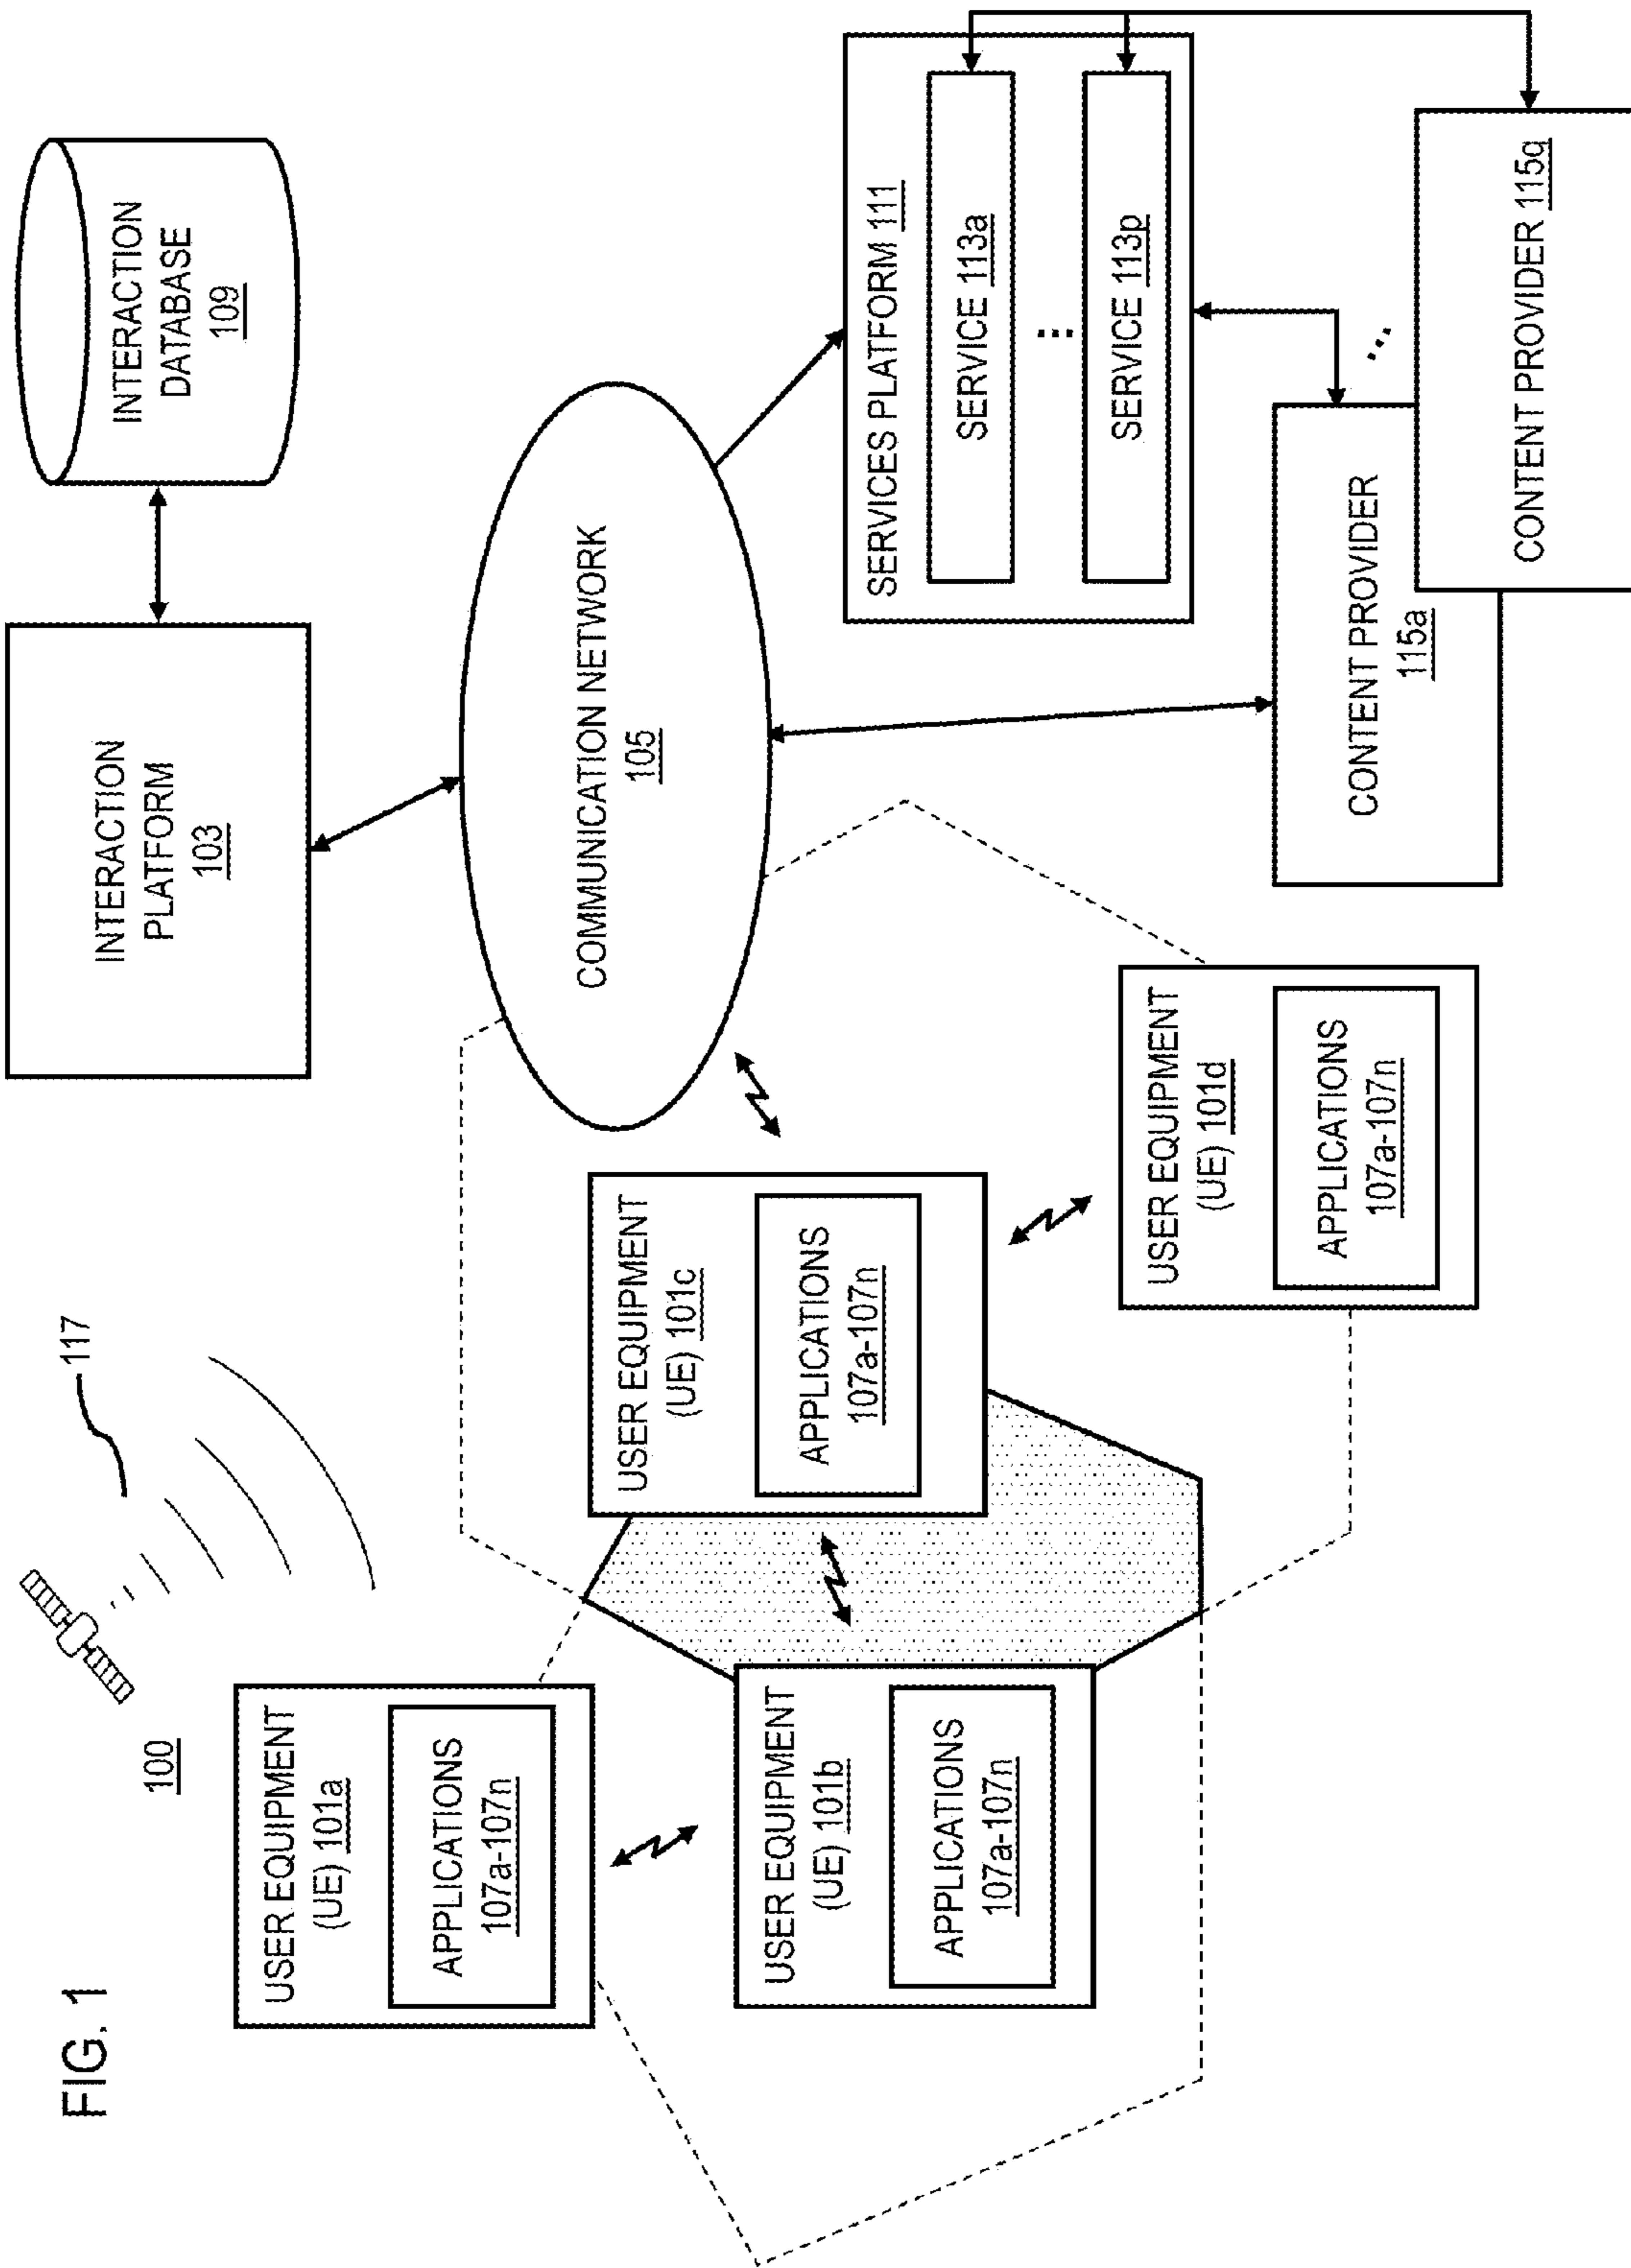 FIG. 1
100
117
USER EQUIPMENT
(UE) 101a
APPLICATIONS
107a-107n
USER EQUIPMENT
(UE) 101b
APPLICATIONS
107a-107n
USER EQUIPMENT
(UE) 101c
APPLICATIONS
107a-107n
USER EQUIPMENT
(UE) 101d
APPLICATIONS
107a-107n
INTERACTION
PLATFORM
103
INTERACTION
DATABASE
109
COMMUNICATION NETWORK
105
SERVICES PLATFORM 111
SERVICE 113a
...
SERVICE 113p
CONTENT PROVIDER
115a
...
CONTENT PROVIDER 115q